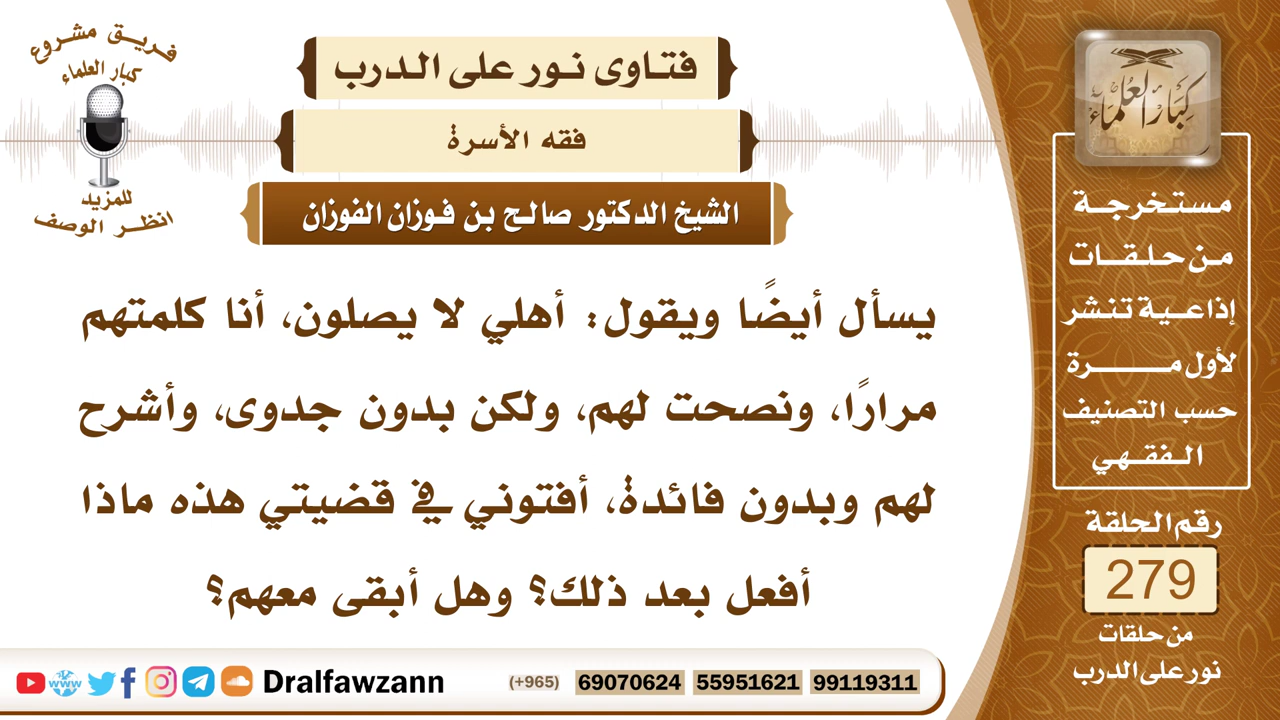 فريق مشروع
كبار العلماء
للمزيد
انظر الوصف
فتاوى نور على الدرب
فقه الأسرة
الشيخ الدكتور صالح بن فوزان الفوزان
يسأل أيضًا ويقول: أهلي لا يصلون، أنا كلمتهم
مرارًا، ونصحت لهم، ولكن بدون جدوى، وأشرح
لهم وبدون فائدة، أفتوني في قضيتي هذه ماذا
أفعل بعد ذلك؟ وهل أبقى معهم؟
كبار العلماء
مستخرجة
من حلقات
إذاعية تنشر
لأول مرة
حسب التصنيف
الفقهي
رقم الحلقة
279
من حلقات
نور على الدرب
www
Dralfawzann (+965) 69070624 55951621 99119311